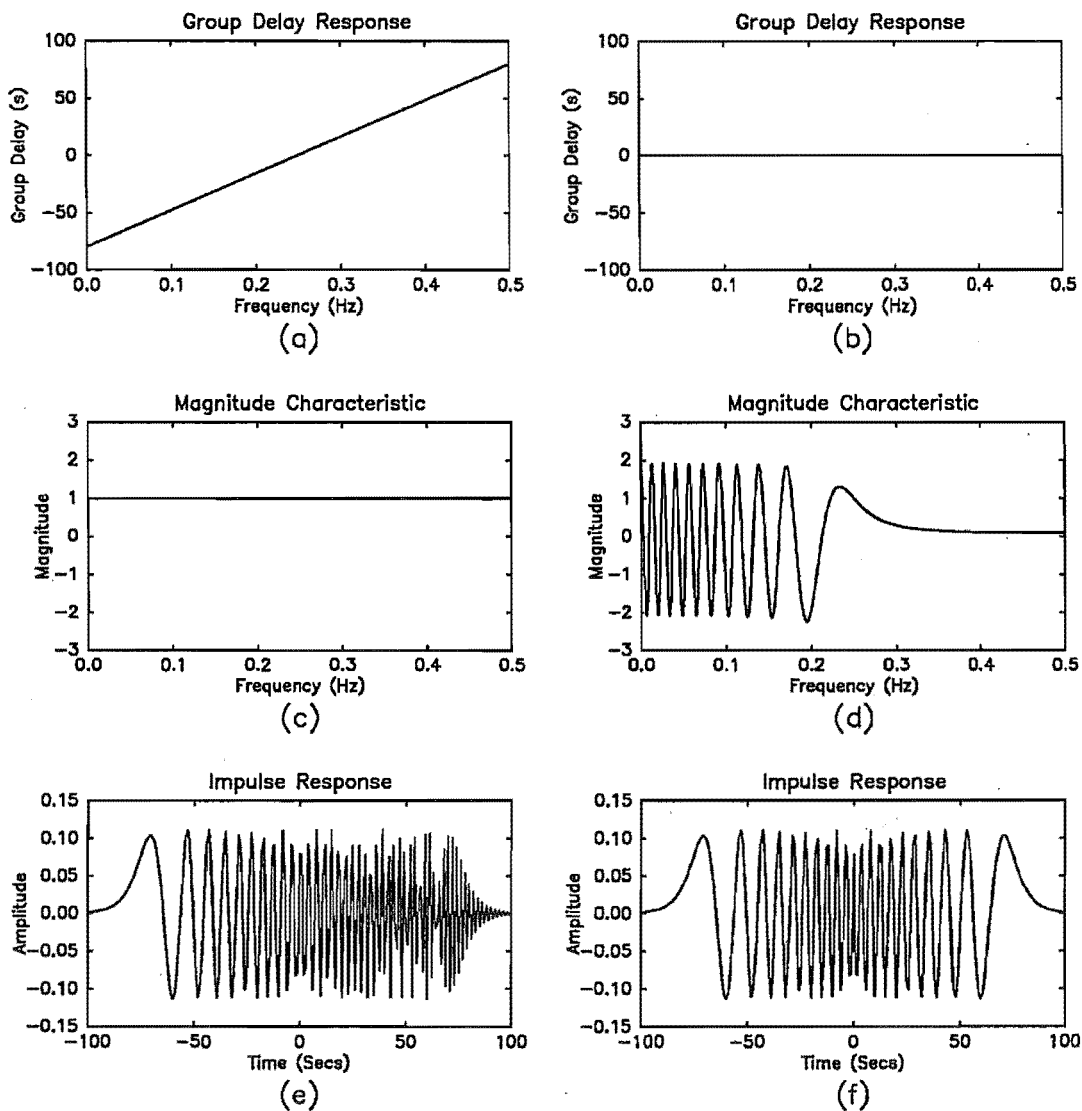 Group Delay Response
Group Delay (s)
100
50
0
−50
−100
0.0 0.1 0.2 0.3 0.4 0.5
Frequency (Hz)
(a)
Group Delay Response
Group Delay (s)
100
50
0
−50
−100
0.0 0.1 0.2 0.3 0.4 0.5
Frequency (Hz)
(b)
Magnitude Characteristic
Magnitude
3
2
1
0
−1
−2
−3
0.0 0.1 0.2 0.3 0.4 0.5
Frequency (Hz)
(c)
Magnitude Characteristic
Magnitude
3
2
1
0
−1
−2
−3
0.0 0.1 0.2 0.3 0.4 0.5
Frequency (Hz)
(d)
Impulse Response
Amplitude
0.15
0.10
0.05
0.00
−0.05
−0.10
−0.15
−100 −50 0 50 100
Time (Secs)
(e)
Impulse Response
Amplitude
0.15
0.10
0.05
0.00
−0.05
−0.10
−0.15
−100 −50 0 50 100
Time (Secs)
(f)